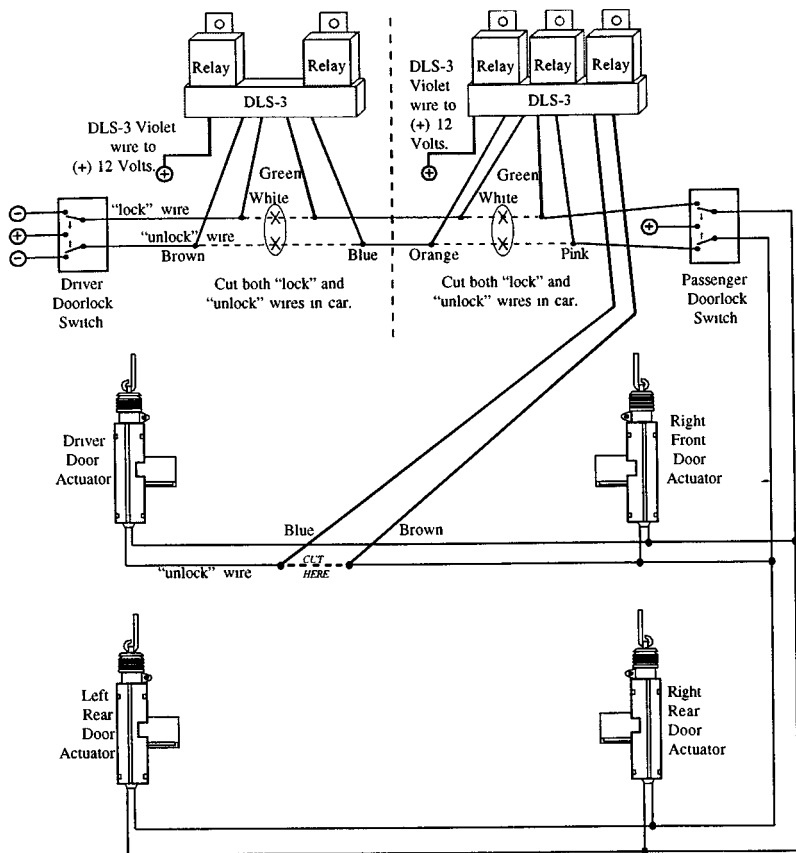 Relay
Relay
DLS-3
DLS-3 Violet
wire to
(+) 12 Volts.
Green
White
"lock" wire
"unlock" wire
Brown
Blue
Driver
Doorlock
Switch
Cut both "lock" and
"unlock" wires in car.
Relay
Relay
Relay
DLS-3
DLS-3
Violet
wire to
(+) 12
Volts.
Green
White
Orange
Pink
Cut both "lock" and
"unlock" wires in car.
Passenger
Doorlock
Switch
Driver
Door
Actuator
Right
Front
Door
Actuator
Blue
Brown
"unlock" wire
CUT
HERE
Left
Rear
Door
Actuator
Right
Rear
Door
Actuator